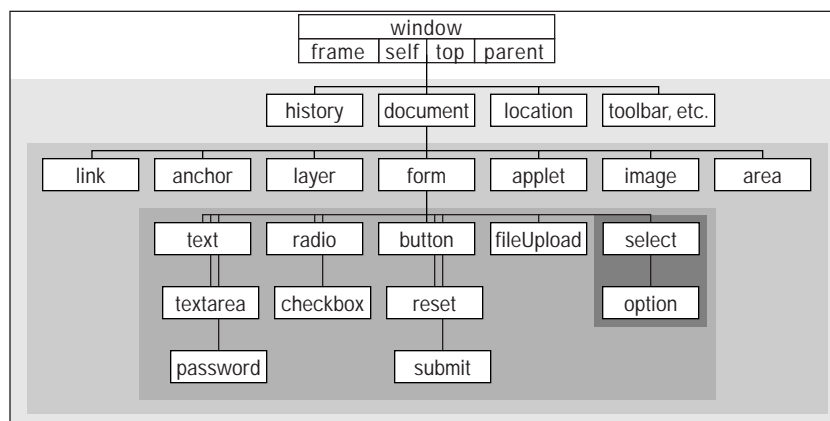 window
frame self top parent
history document location toolbar, etc.
link anchor layer form applet image area
text radio button fileUpload select
textarea checkbox reset option
password submit